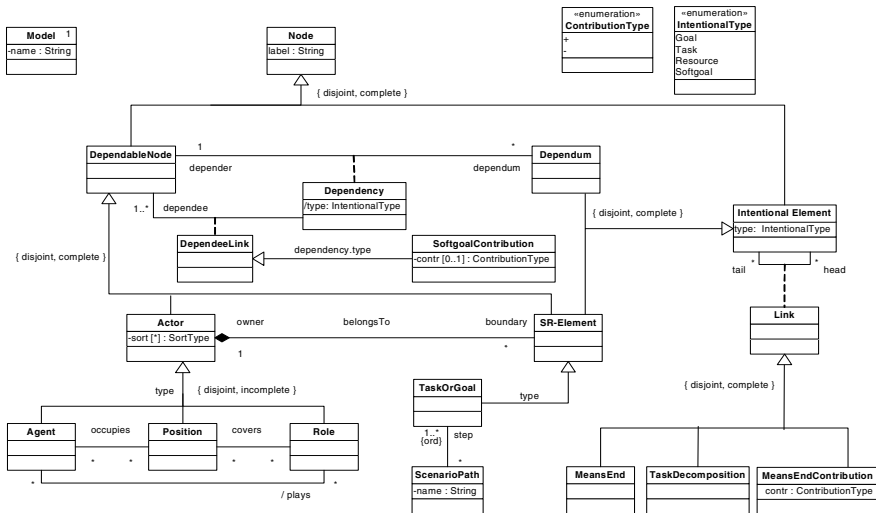 Model 1
-name : String
Node
label : String
«enumeration»
ContributionType
+
-
«enumeration»
IntentionalType
Goal
Task
Resource
Softgoal
{ disjoint, complete }
DependableNode
1
*
Dependum
depender
dependum
Dependency
/type: IntentionalType
1..*
dependee
{ disjoint, complete }
Intentional Element
type: IntentionalType
DependeeLink
dependency.type
SoftgoalContribution
-contr [0..1] : ContributionType
{ disjoint, complete }
*
*
tail
head
Link
Actor
-sort [*] : SortType
owner
belongsTo
boundary
1
*
SR-Element
type
{ disjoint, incomplete }
TaskOrGoal
type
{ disjoint, complete }
Agent
occupies
Position
covers
Role
*
*
*
*
1..*
{ord}
step
*
*
*
/ plays
ScenarioPath
-name : String
MeansEnd
TaskDecomposition
MeansEndContribution
contr : ContributionType